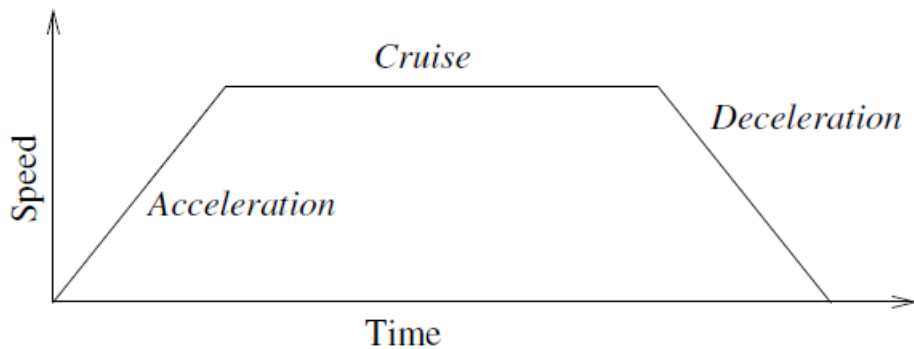 Cruise
Deceleration
Acceleration
Speed
Time